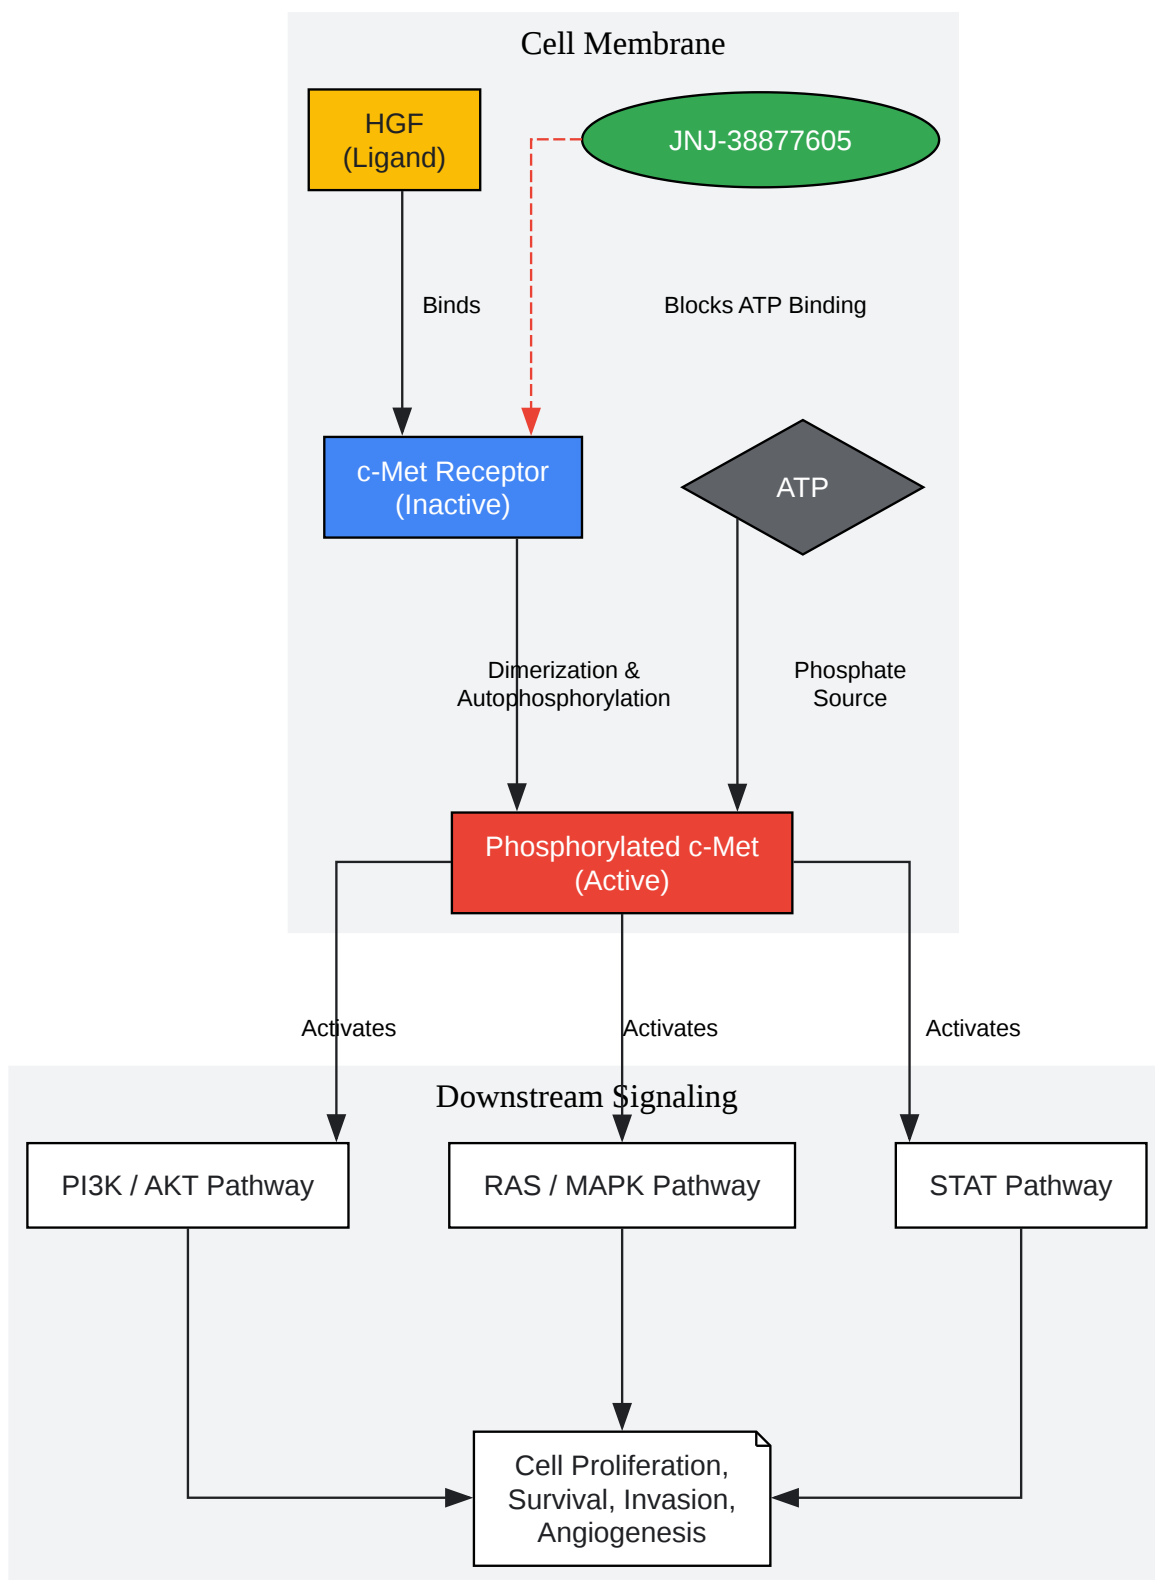 Cell Membrane
HGF
(Ligand)
JNJ-38877605
Binds
Blocks ATP Binding
c-Met Receptor
(Inactive)
ATP
Dimerization &
Autophosphorylation
Phosphate
Source
Phosphorylated c-Met
(Active)
Activates
Activates
Activates
Downstream Signaling
PI3K / AKT Pathway
RAS / MAPK Pathway
STAT Pathway
Cell Proliferation,
Survival, Invasion,
Angiogenesis